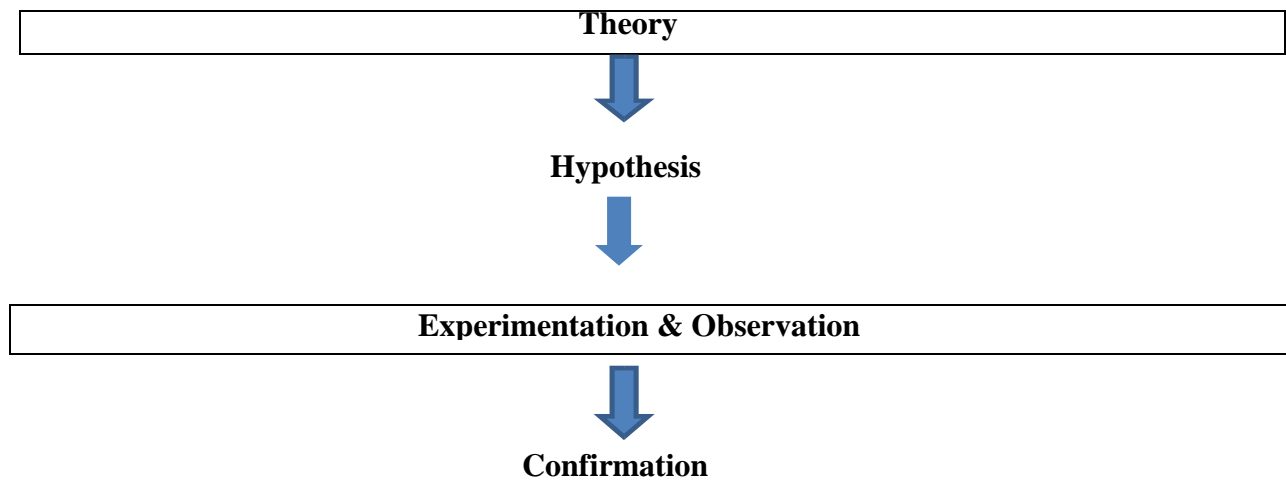 Theory
Hypothesis
Experimentation & Observation
Confirmation